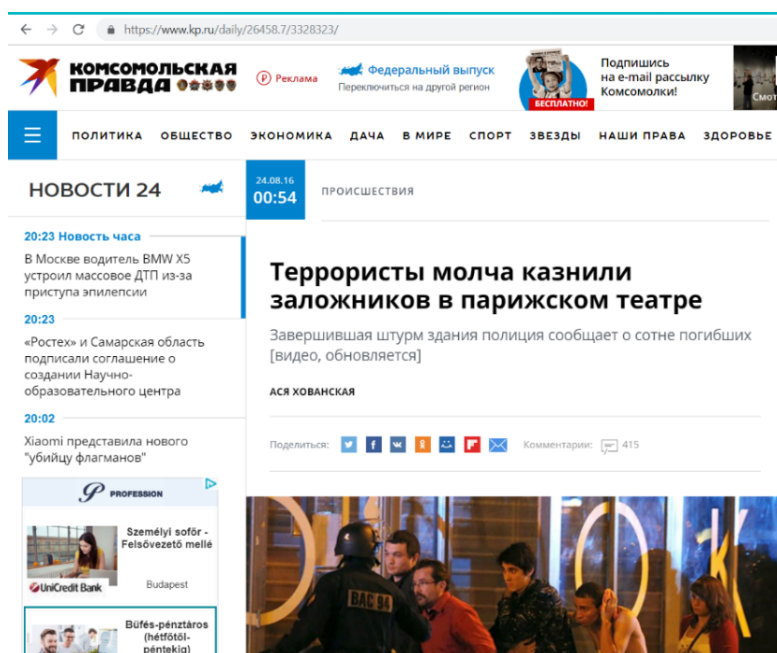 https://www.kp.ru/daily/26458.7/3328323/
КОМСОМОЛЬСКАЯ
ПРАВДА
Реклама
Федеральный выпуск
Переключиться на другой регион
БЕСПЛАТНО!
Подпишись
на e-mail рассылку
Комсомолки!
ПОЛИТИКА ОБЩЕСТВО ЭКОНОМИКА ДАЧА В МИРЕ СПОРТ ЗВЕЗДЫ НАШИ ПРАВА ЗДОРОВЬЕ
НОВОСТИ 24
20:23 Новость часа
В Москве водитель BMW X5
устроил массовое ДТП из-за
приступа эпилепсии
20:23
«Ростех» и Самарская область
подписали соглашение о
создании Научно-
образовательного центра
20:02
Xiaomi представила нового
"убийцу флагманов"
P PROFESSION
Személyi sofőr -
Felsővezető mellé
UniCredit Bank
Budapest
Büfés-pénztáros
(hétfőtől-
péntekig)
24.08.16
00:54
ПРОИСШЕСТВИЯ
Террористы молча казнили
заложников в парижском театре
Завершившая штурм здания полиция сообщает о сотне погибших
[видео, обновляется]
АСЯ ХОВАНСКАЯ
Поделиться:
Комментарии: 415
BAC 94